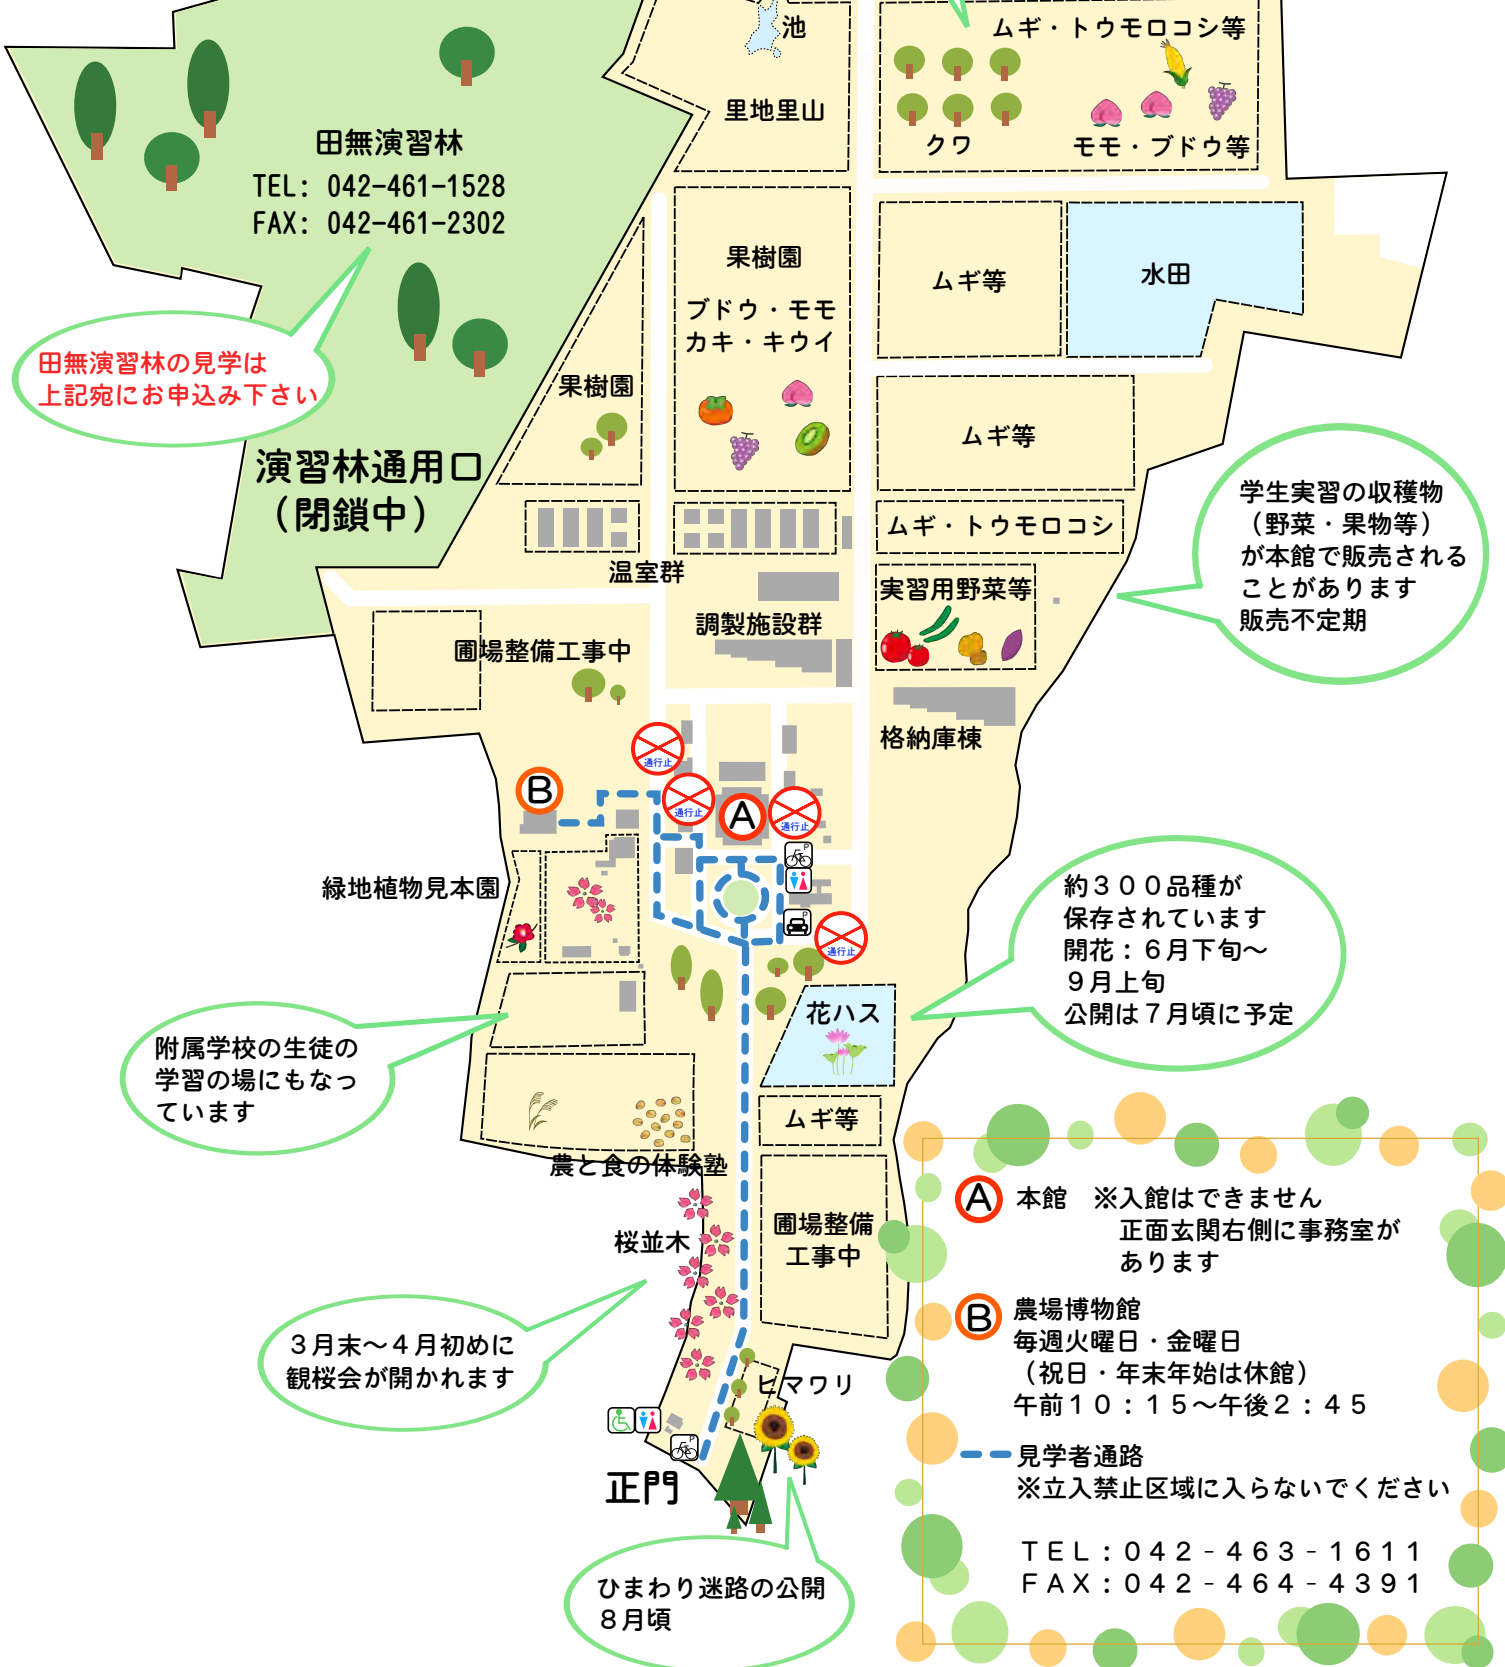 池
ムギ・トウモロコシ等
里地里山
クワ
モモ・ブドウ等
田無演習林
TEL: 042-461-1528
FAX: 042-461-2302
果樹園
ブドウ・モモ
カキ・キウイ
ムギ等
水田
田無演習林の見学は
上記宛にお申込み下さい
果樹園
ムギ等
演習林通用口
（閉鎖中）
学生実習の収穫物
（野菜・果物等）
が本館で販売される
ことがあります
販売不定期
ムギ・トウモロコシ
温室群
実習用野菜等
調製施設群
圃場整備工事中
格納庫棟
通行止
通行止
通行止
通行止
B
A
P
P
緑地植物見本園
約３００品種が
保存されています
開花：６月下旬～
９月上旬
公開は７月頃に予定
花ハス
附属学校の生徒の
学習の場にもなっ
ています
ムギ等
農と食の体験塾
桜並木
圃場整備
工事中
３月末～４月初めに
観桜会が開かれます
ヒマワリ
P
正門
ひまわり迷路の公開
８月頃
A 本館　※入館はできません
正面玄関右側に事務室が
あります
B 農場博物館
毎週火曜日・金曜日
（祝日・年末年始は休館）
午前１０：１５～午後２：４５
見学者通路
※立入禁止区域に入らないでください
ＴＥＬ：０４２‐４６３‐１６１１
ＦＡＸ：０４２‐４６４‐４３９１